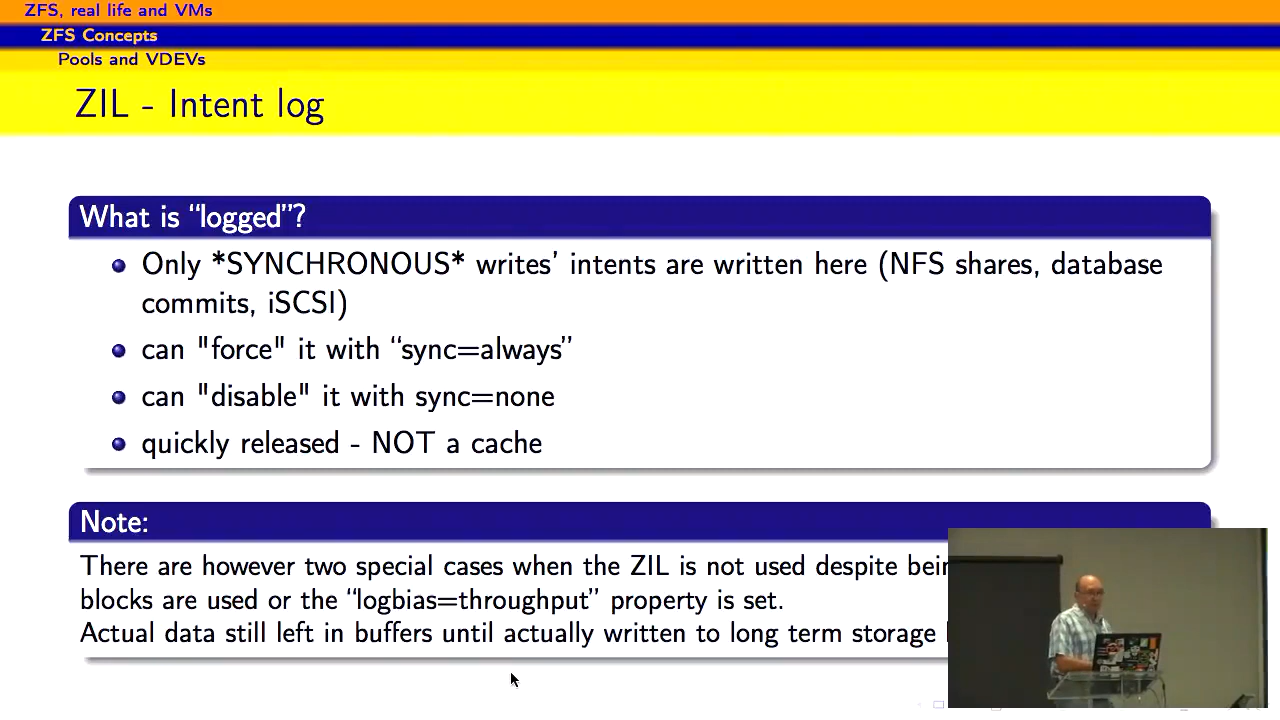 ZFS, real life and VMs
ZFS Concepts
Pools and VDEVs
ZIL - Intent log
What is “logged”?
Only *SYNCHRONOUS* writes’ intents are written here (NFS shares, database
commits, iSCSI)
can "force" it with “sync=always”
can "disable" it with sync=none
quickly released - NOT a cache
Note:
There are however two special cases when the ZIL is not used despite
blocks are used or the “logbias=throughput” property is set.
Actual data still left in buffers until actually written to long term storage